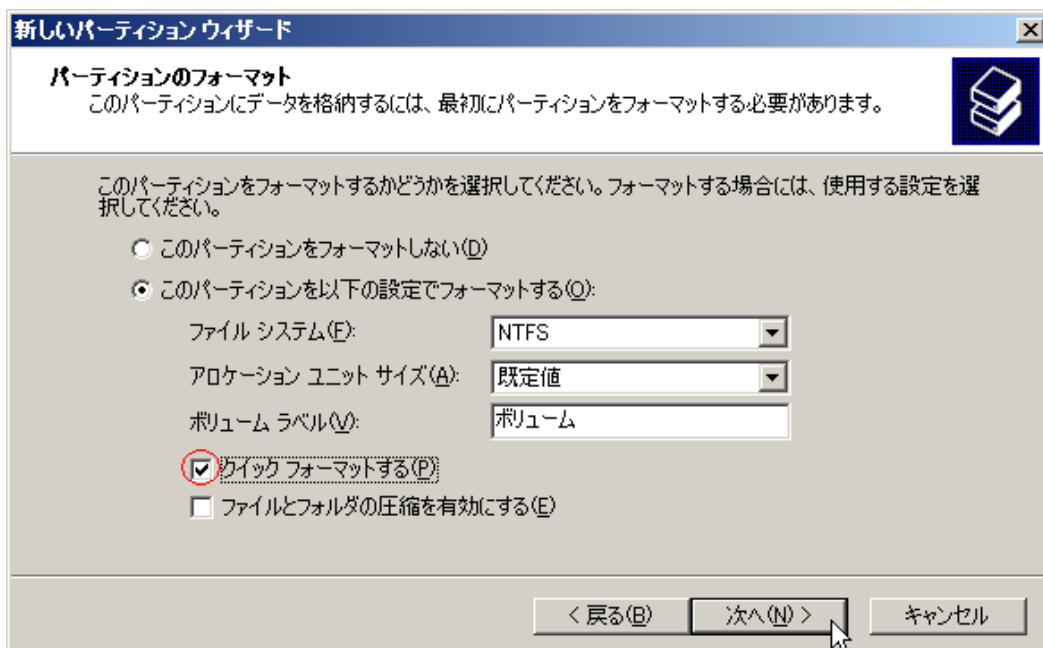 新しいパーティション ウィザード
パーティションのフォーマット
このパーティションにデータを格納するには、最初にパーティションをフォーマットする必要があります。
このパーティションをフォーマットするかどうかを選択してください。フォーマットする場合には、使用する設定を選
択してください。
このパーティションをフォーマットしない(D)
このパーティションを以下の設定でフォーマットする(O):
ファイル システム(F): NTFS
アロケーション ユニット サイズ(A): 既定値
ボリューム ラベル(V): ボリューム
クイック フォーマットする(P)
ファイルとフォルダの圧縮を有効にする(E)
< 戻る(B) 次へ(N) > キャンセル